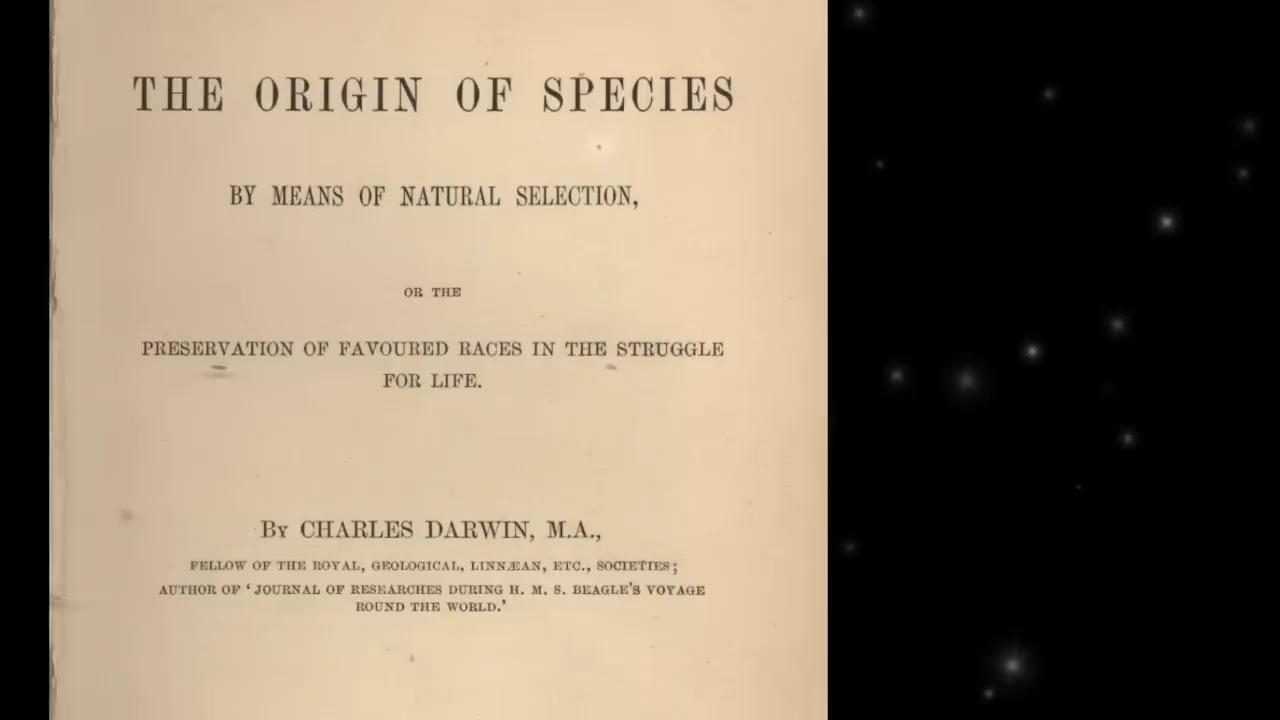 THE ORIGIN OF SPECIES
BY MEANS OF NATURAL SELECTION,
OR THE
PRESERVATION OF FAVOURED RACES IN THE STRUGGLE
FOR LIFE.
BY CHARLES DARWIN, M.A.,
FELLOW OF THE ROYAL, GEOLOGICAL, LINNÆAN, ETC., SOCIETIES;
AUTHOR OF ‘JOURNAL OF RESEARCHES DURING H. M. S. BEAGLE’S VOYAGE
ROUND THE WORLD.’